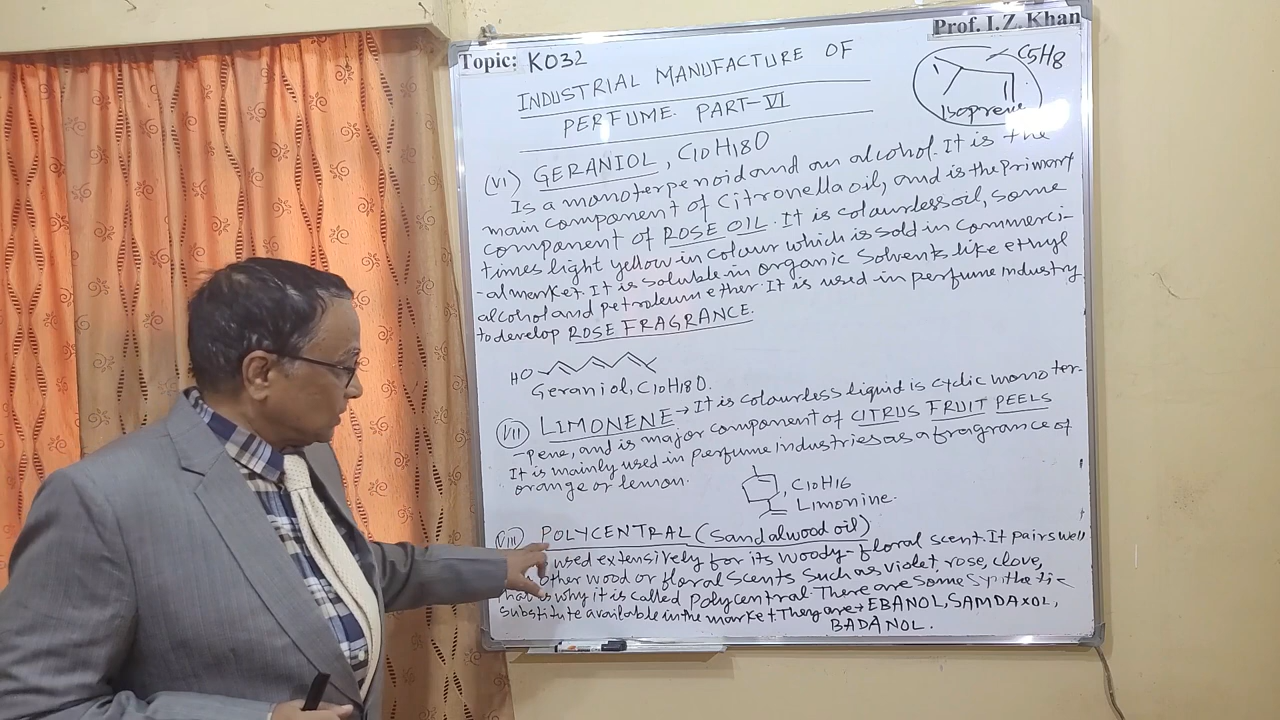 Prof. I.Z. Khan
Topic: K032
INDUSTRIAL MANUFACTURE OF
PERFUME PART-VI
C5H8
Isoprene
(VI) GERANIOL, C10H18O
Is a monoterpenoid and an alcohol. It is the
main component of Citronella oil, and is the Primary
component of ROSE OIL. It is colourless oil, Some
times light yellow in colour which is sold in commerci-
-al market. It is soluble in organic solvents like ethyl
alcohol and petroleum ether. It is used in perfume industry
to develop ROSE FRAGRANCE.
HO
Geraniol, C10H18O.
(VII) LIMONENE → It is colourless liquid is cyclic monoter-
-pene, and is major component of CITRUS FRUIT PEELS
It is mainly used in perfume industries as a fragrance of
orange or lemon.
, C10H16
Limonine.
(VIII) POLYCENTRAL (Sandalwood oil)
used extensively for its woody-floral scent. It pairs well
other wood or floral scents such as violet, rose, clove,
that is why it is called Polycentral. There are some
substitute available in the market. They are → EBANOL, SAMDAXOL,
BADANOL.